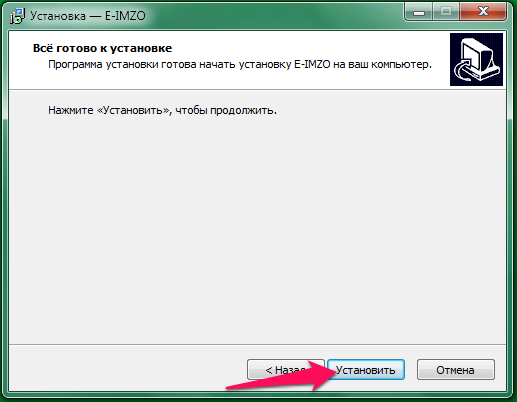 Установка — E-IMZO
Всё готово к установке
Программа установки готова начать установку E-IMZO на ваш компьютер.
Нажмите «Установить», чтобы продолжить.
< Назад Установить Отмена